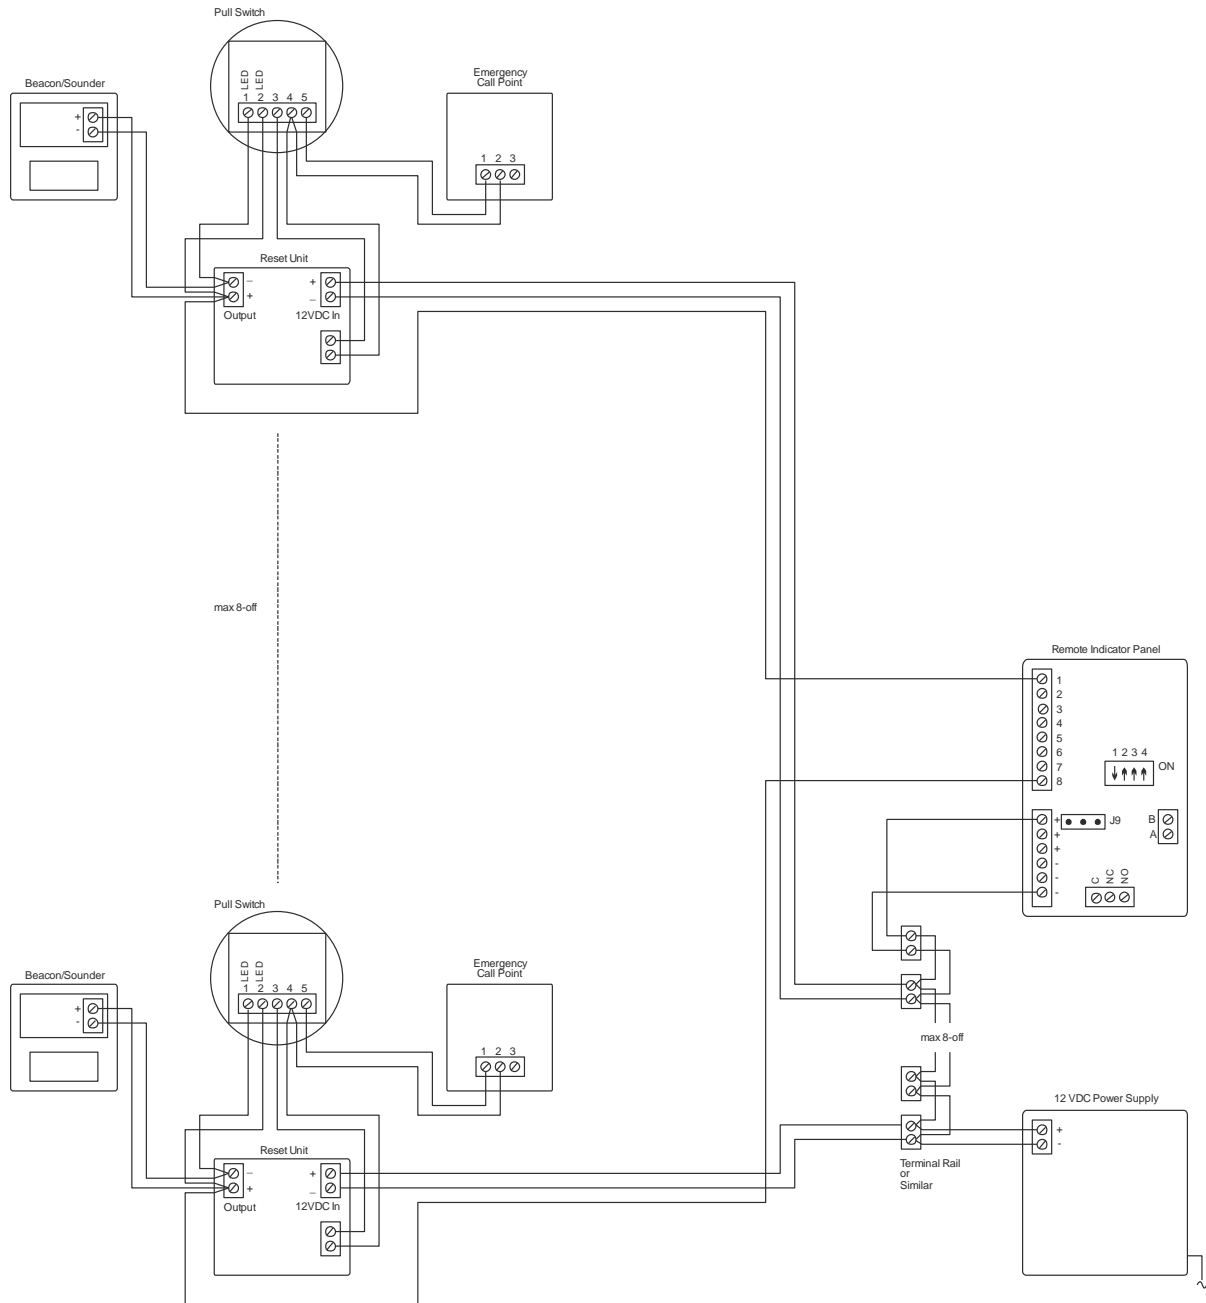 Pull Switch
LED
LED
1 2 3 4 5
Beacon/Sounder
+
-
Emergency
Call Point
1 2 3
Reset Unit
–
+
Output
+
–
12VDC In
max 8-off
Remote Indicator Panel
1
2
3
4
5
6
7
8
1 2 3 4
ON
+
+
+
-
-
-
J9
B
A
C
NC
NO
Pull Switch
LED
LED
1 2 3 4 5
Beacon/Sounder
+
-
Emergency
Call Point
1 2 3
max 8-off
Reset Unit
–
+
Output
+
–
12VDC In
Terminal Rail
or
Similar
12 VDC Power Supply
+
-